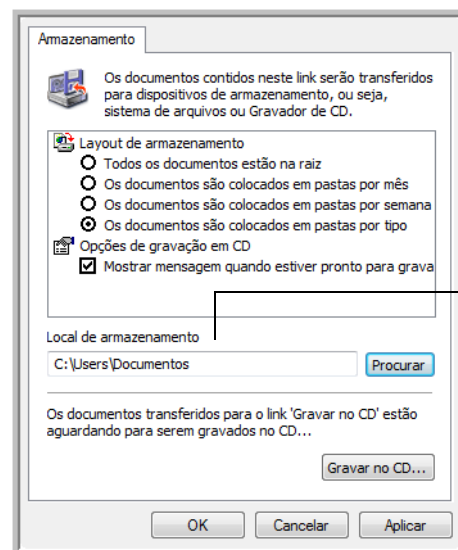 Armazenamento
Os documentos contidos neste link serão transferidos
para dispositivos de armazenamento, ou seja,
sistema de arquivos ou Gravador de CD.
Layout de armazenamento
Todos os documentos estão na raiz
Os documentos são colocados em pastas por mês
Os documentos são colocados em pastas por semana
Os documentos são colocados em pastas por tipo
Opções de gravação em CD
Mostrar mensagem quando estiver pronto para grava
Local de armazenamento
C:\Users\Documentos
Procurar
Os documentos transferidos para o link 'Gravar no CD' estão
aguardando para serem gravados no CD...
Gravar no CD...
OK
Cancelar
Aplicar